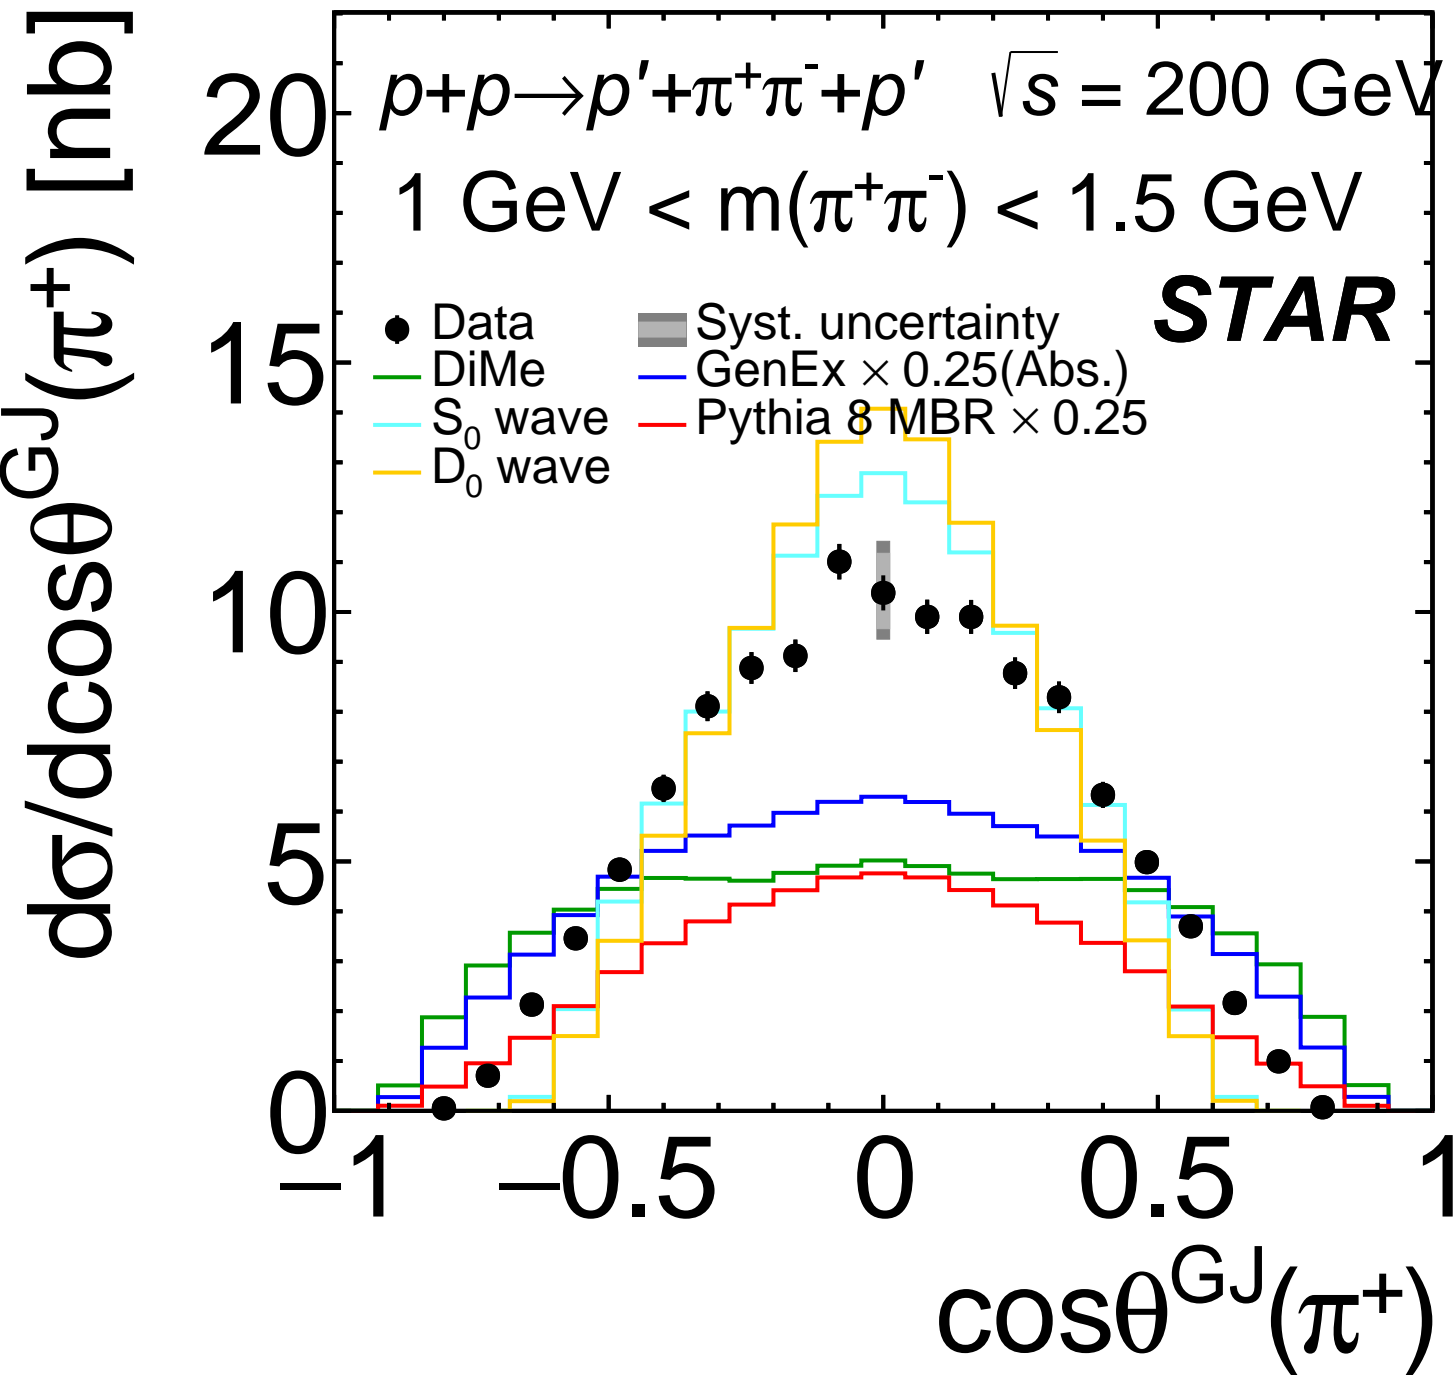 dσ/dcosθ^GJ(π⁺) [nb]
p+p→p′+π⁺π⁻+p′ √s = 200 GeV
1 GeV < m(π⁺π⁻) < 1.5 GeV
STAR
Data
Syst. uncertainty
DiMe
GenEx × 0.25(Abs.)
S₀ wave
Pythia 8 MBR × 0.25
D₀ wave
20
15
10
5
0
−1 −0.5 0 0.5 1
cosθ^GJ(π⁺)